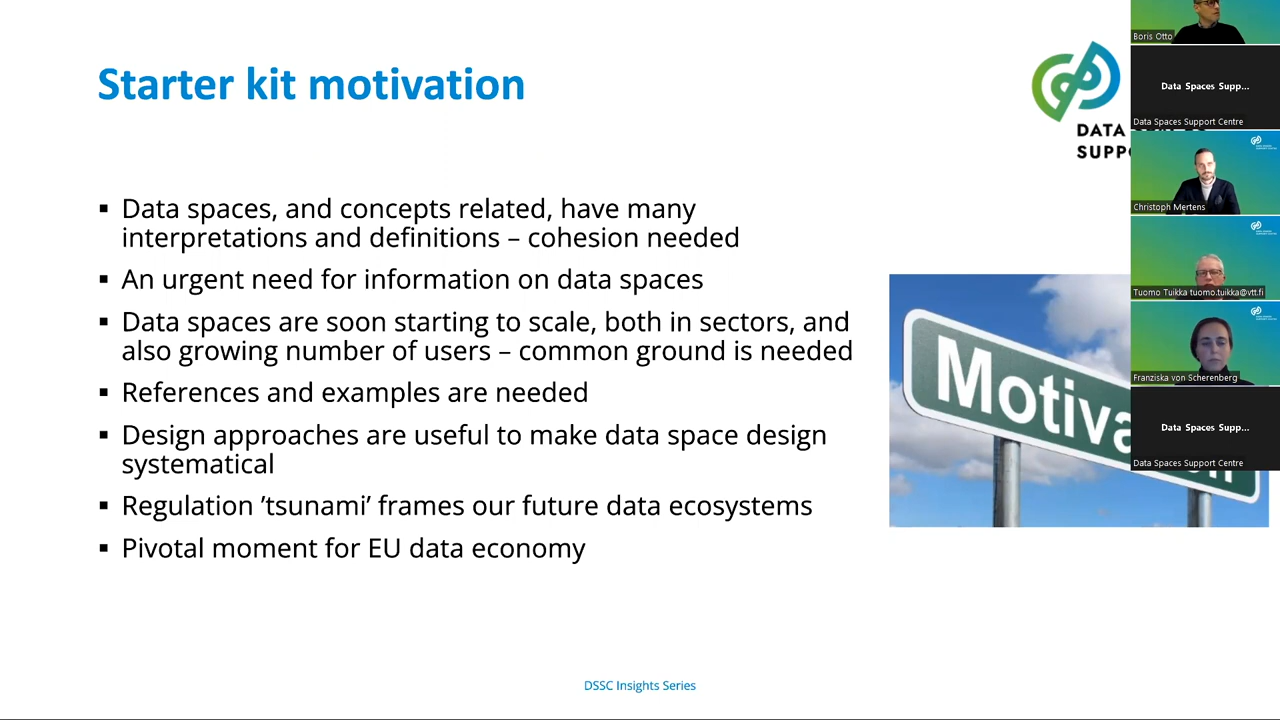 Starter kit motivation
DATA
SUPP
▪ Data spaces, and concepts related, have many
interpretations and definitions – cohesion needed
▪ An urgent need for information on data spaces
▪ Data spaces are soon starting to scale, both in sectors, and
also growing number of users – common ground is needed
▪ References and examples are needed
▪ Design approaches are useful to make data space design
systematical
▪ Regulation ’tsunami’ frames our future data ecosystems
▪ Pivotal moment for EU data economy
Motiva
DSSC Insights Series
Boris Otto
Data Spaces Supp...
Data Spaces Support Centre
Christoph Mertens
Tuomo Tuikka tuomo.tuikka@vtt.fi
Franziska von Scherenberg
Data Spaces Supp...
Data Spaces Support Centre